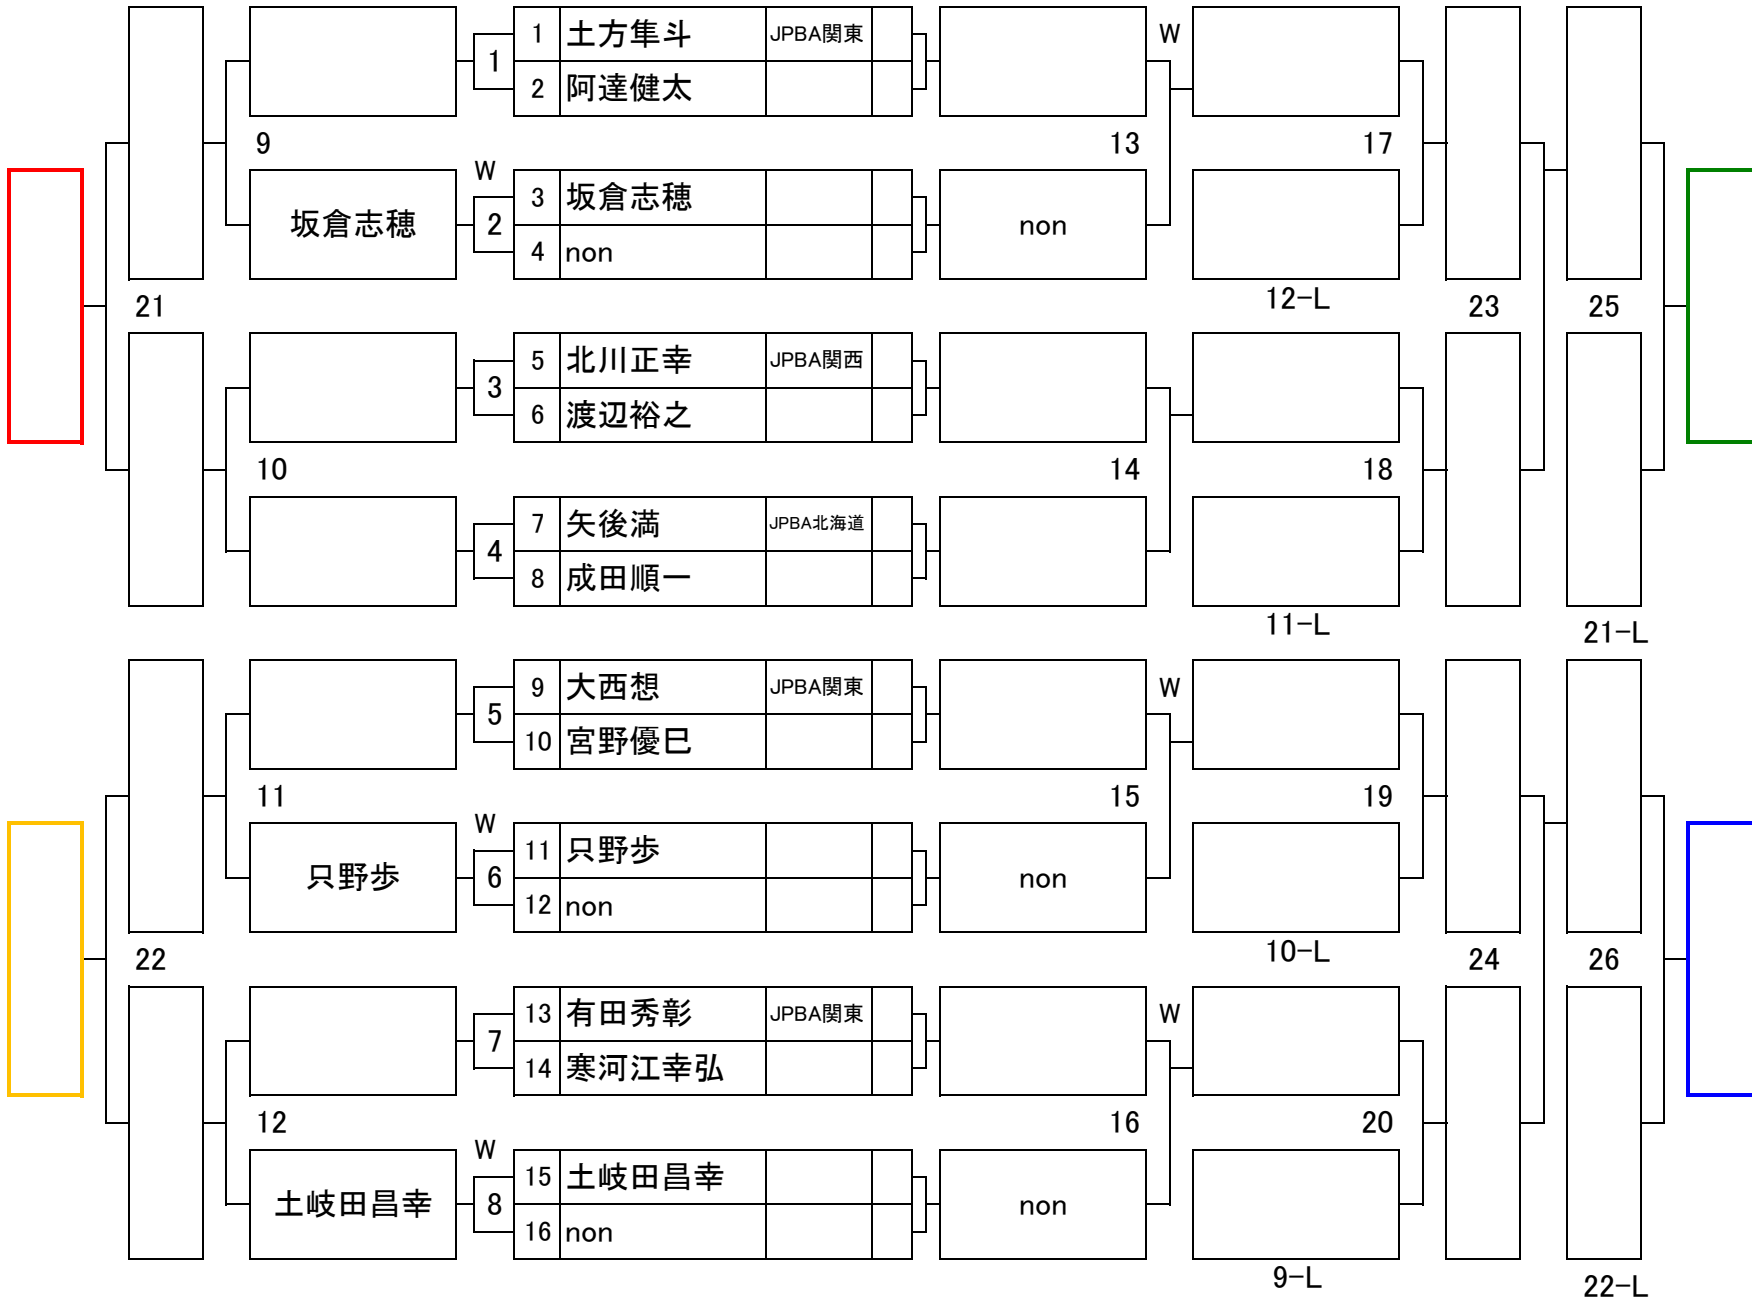 1 土方隼斗 JPBA関東 W
1
2 阿達健太
9 13 17
W
3 坂倉志穂
坂倉志穂 2 non
4 non
12-L
21 23 25
5 北川正幸 JPBA関西
3
6 渡辺裕之
10 14 18
7 矢後満 JPBA北海道
4
8 成田順一
11-L
21-L
9 大西想 JPBA関東 W
5
10 宮野優巳
11 15 19
W
11 只野歩
只野歩 6 non
12 non
10-L
22 24 26
13 有田秀彰 JPBA関東 W
7
14 寒河江幸弘
12 16 20
W
15 土岐田昌幸
土岐田昌幸 8 non
16 non
9-L
22-L